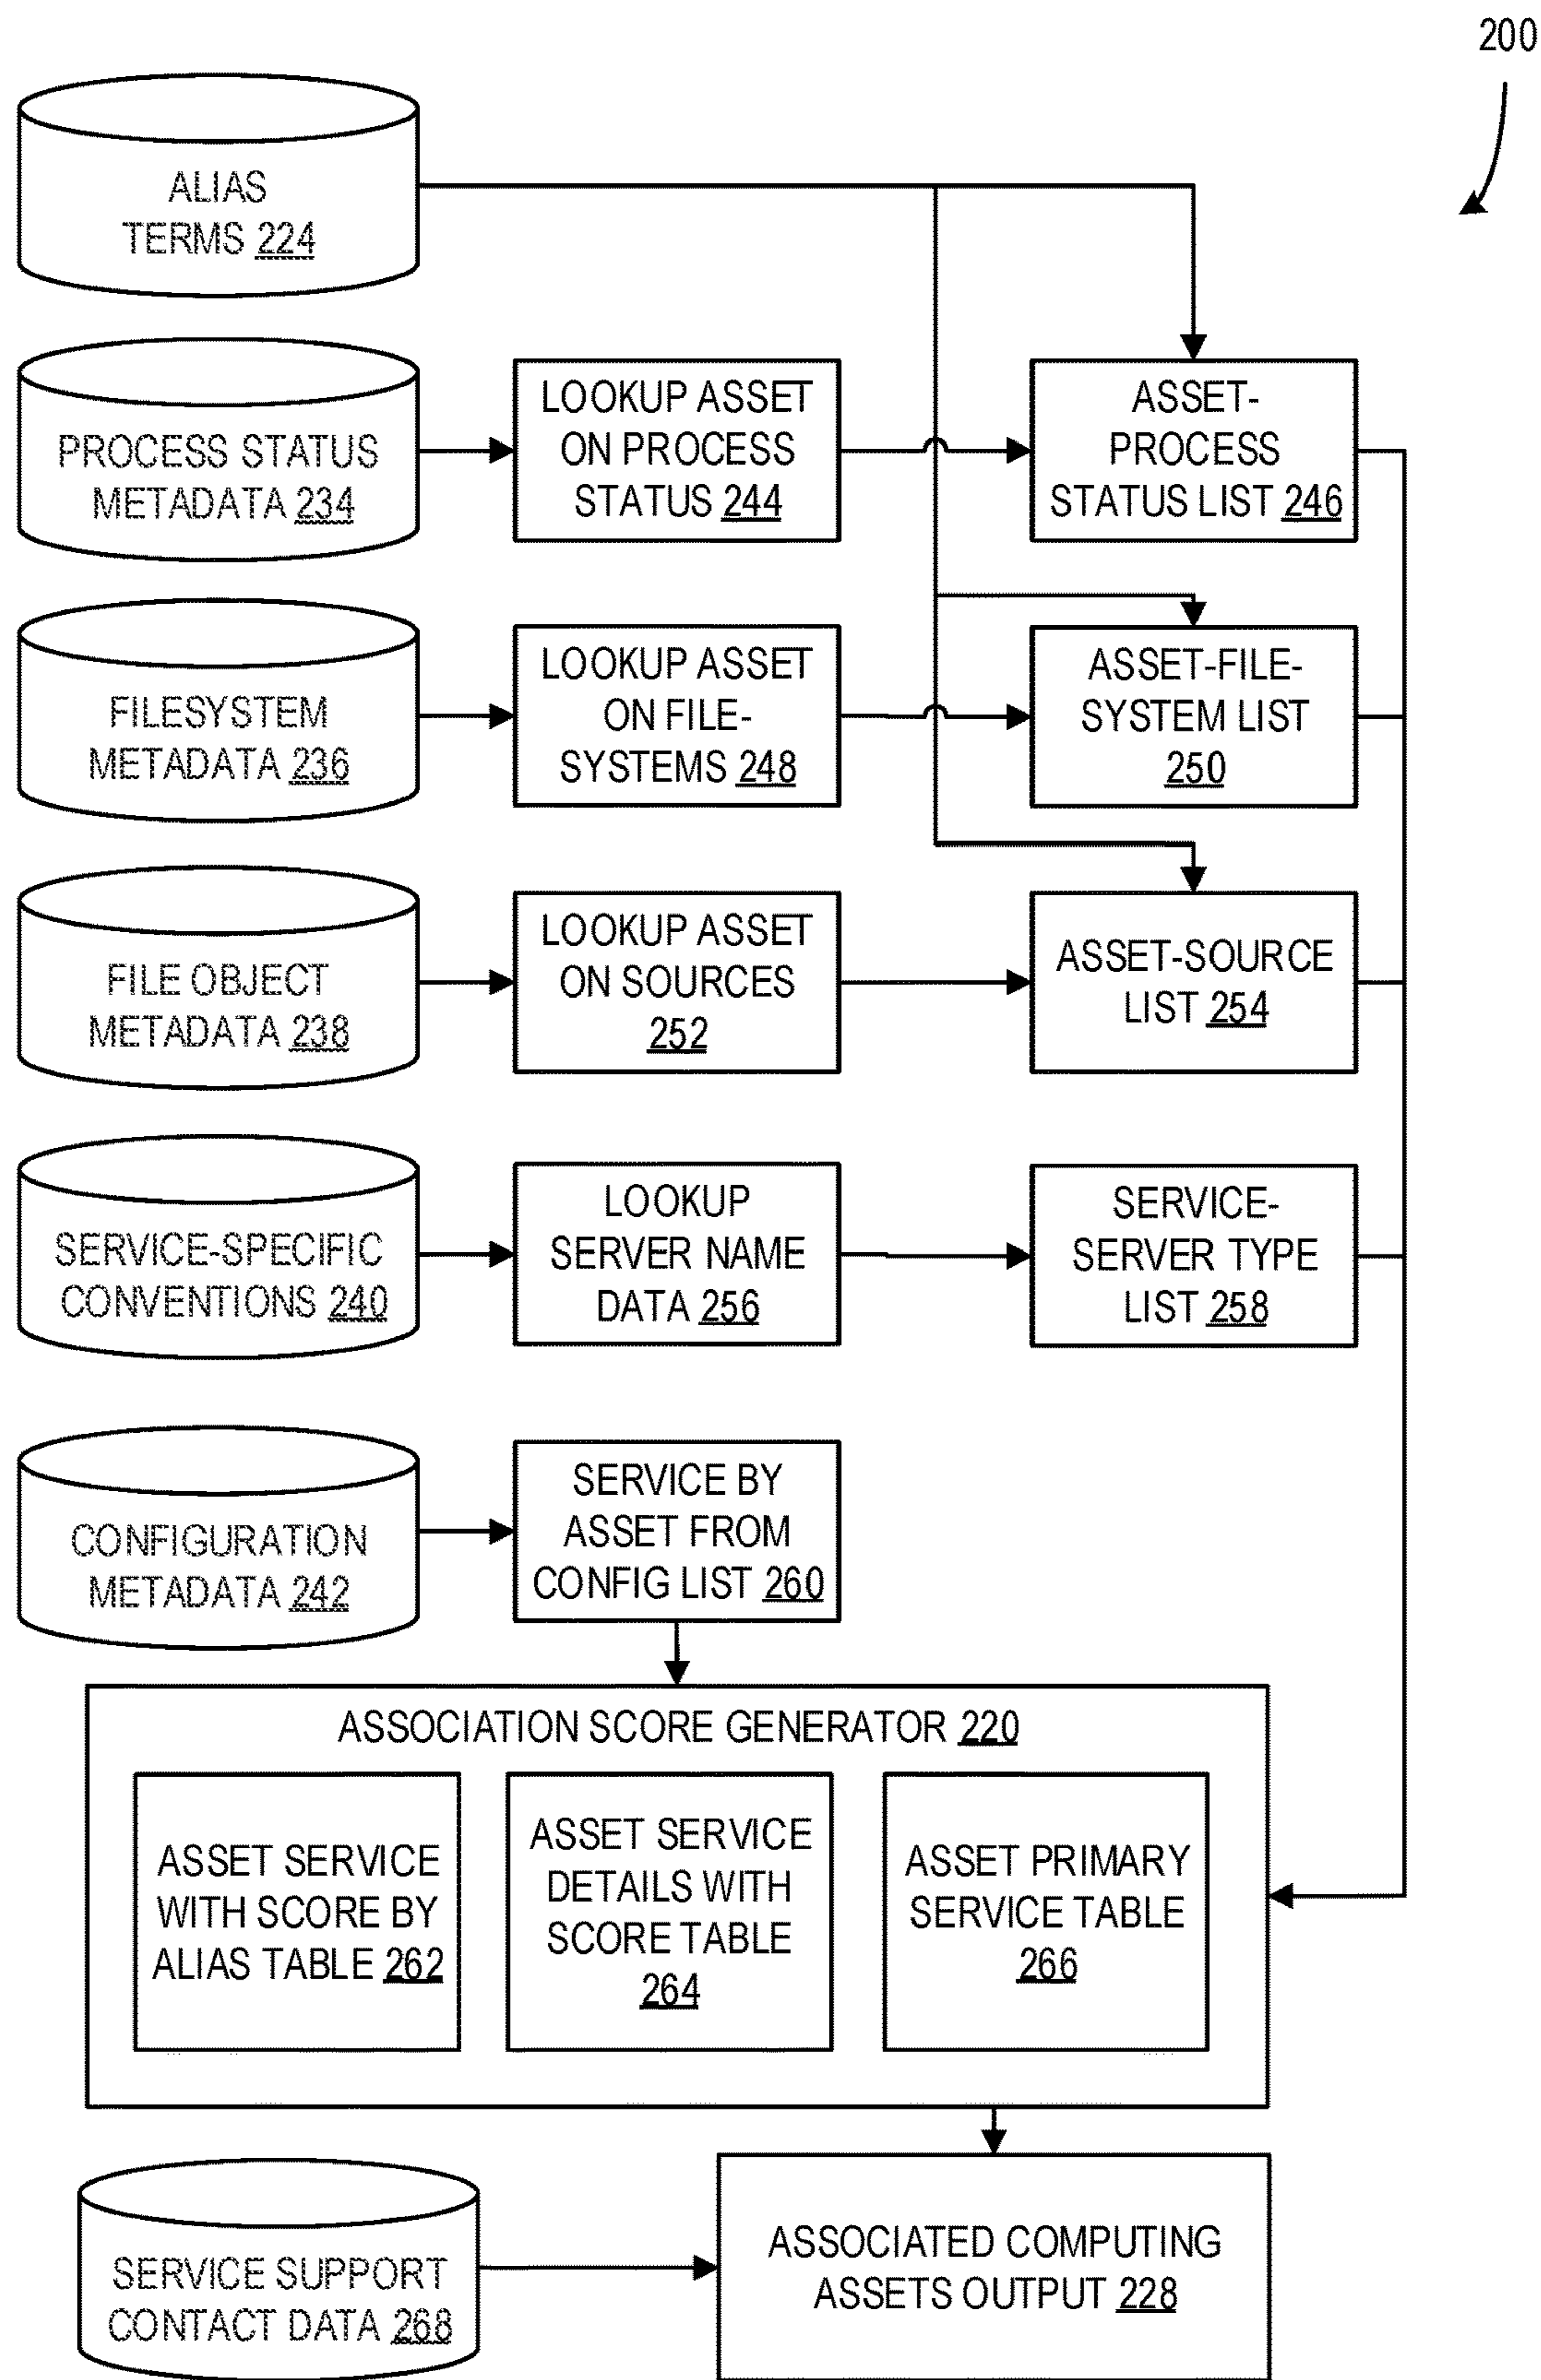 200
ALIAS
TERMS 224
PROCESS STATUS
METADATA 234
LOOKUP ASSET
ON PROCESS
STATUS 244
ASSET-
PROCESS
STATUS LIST 246
FILESYSTEM
METADATA 236
LOOKUP ASSET
ON FILE-
SYSTEMS 248
ASSET-FILE-
SYSTEM LIST
250
FILE OBJECT
METADATA 238
LOOKUP ASSET
ON SOURCES
252
ASSET-SOURCE
LIST 254
SERVICE-SPECIFIC
CONVENTIONS 240
LOOKUP
SERVER NAME
DATA 256
SERVICE-
SERVER TYPE
LIST 258
CONFIGURATION
METADATA 242
SERVICE BY
ASSET FROM
CONFIG LIST 260
ASSOCIATION SCORE GENERATOR 220
ASSET SERVICE
WITH SCORE BY
ALIAS TABLE 262
ASSET SERVICE
DETAILS WITH
SCORE TABLE
264
ASSET PRIMARY
SERVICE TABLE
266
SERVICE SUPPORT
CONTACT DATA 268
ASSOCIATED COMPUTING
ASSETS OUTPUT 228